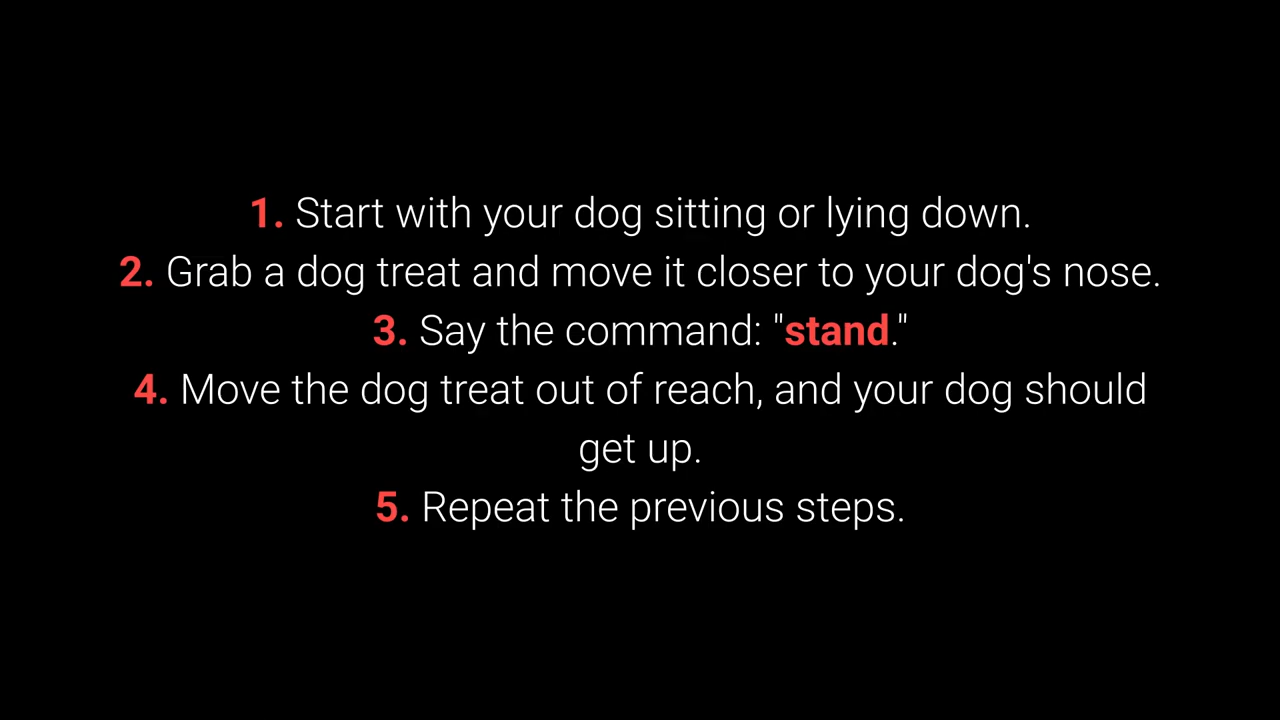 1. Start with your dog sitting or lying down.
2. Grab a dog treat and move it closer to your dog's nose.
3. Say the command: "stand."
4. Move the dog treat out of reach, and your dog should
get up.
5. Repeat the previous steps.